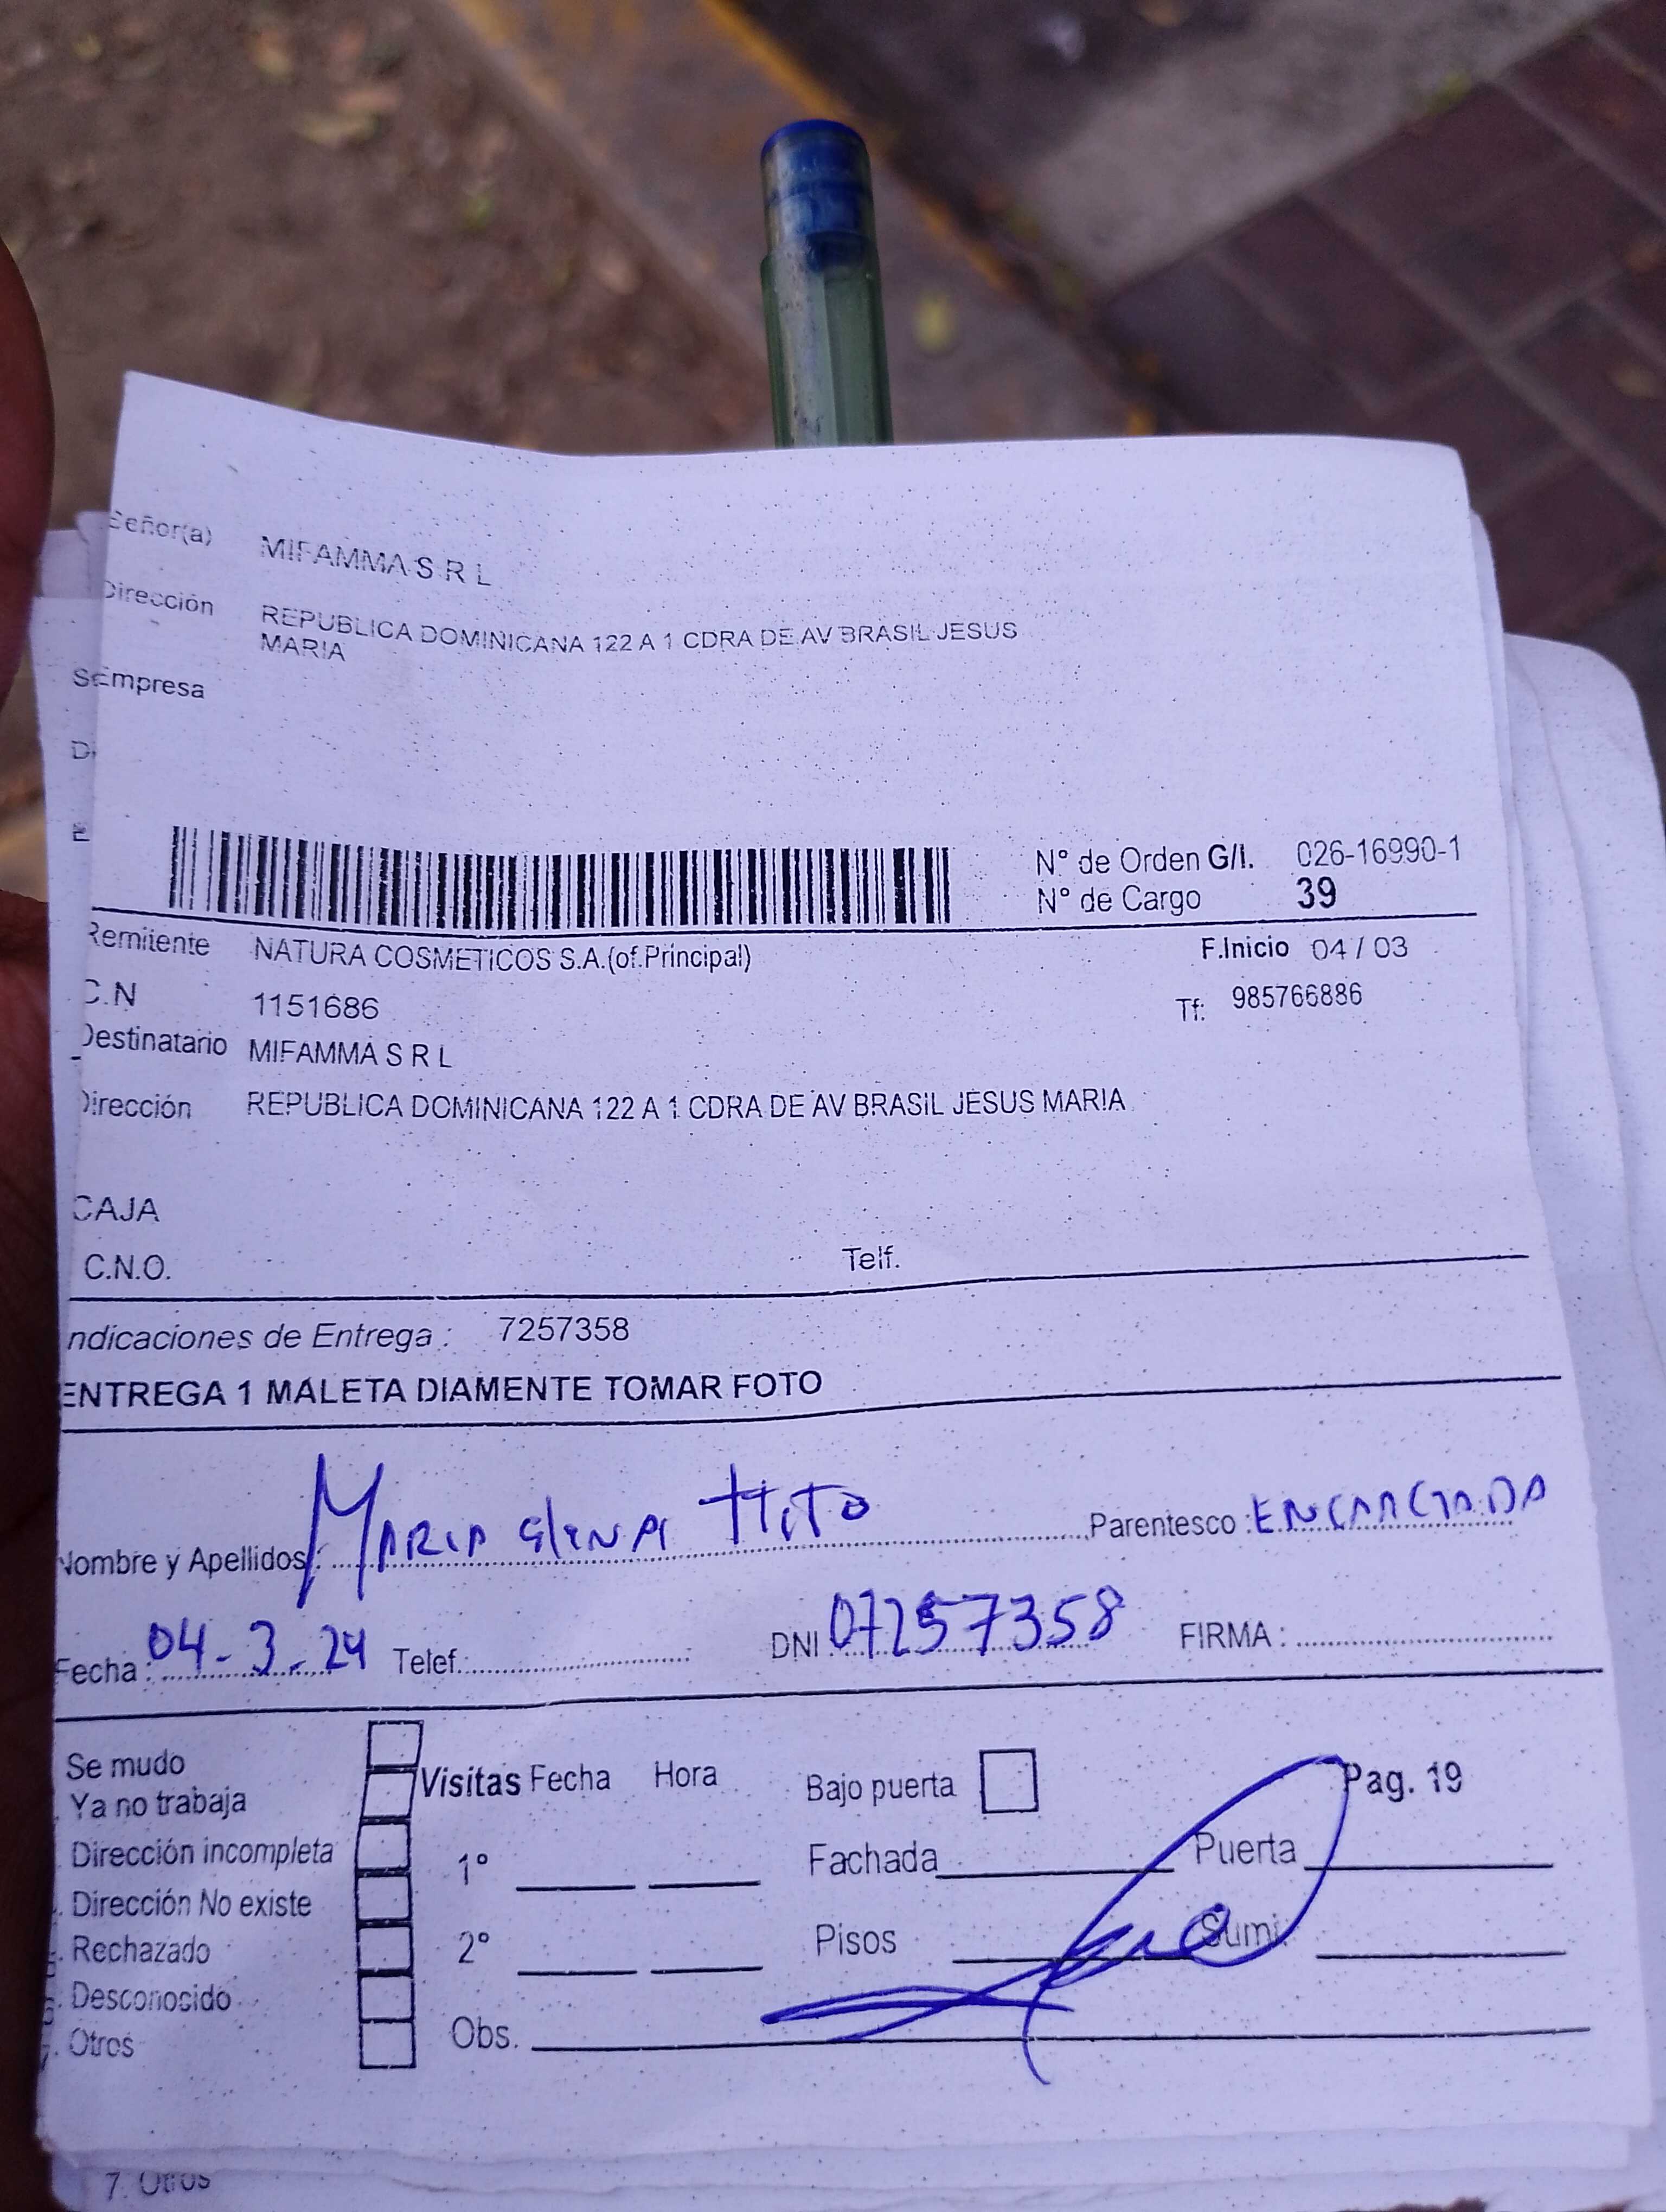 Señor(a) MIFAMMA S R L
Dirección REPUBLICA DOMINICANA 122 A 1 CDRA DE AV BRASIL JESUS
MARIA
Empresa
N° de Orden G/I. 026-16990-1
N° de Cargo 39
Remitente NATURA COSMETICOS S.A.(of.Principal) F.Inicio 04 / 03
C.N 1151686 Tf: 985766886
Destinatario MIFAMMA S R L
Dirección REPUBLICA DOMINICANA 122 A 1 CDRA DE AV BRASIL JESUS MARIA
CAJA
C.N.O. Telf.
ndicaciones de Entrega : 7257358
ENTREGA 1 MALETA DIAMENTE TOMAR FOTO
Nombre y Apellidos : MARIA ElENA Parentesco : ENCARGADA
Fecha : 04-3-24 Telef.: DNI 07257358 FIRMA :
Se mudo
Ya no trabaja
Dirección incompleta
Dirección No existe
Rechazado
Desconocido
Otros
Visitas Fecha Hora
1°
2°
Obs.
Bajo puerta Pag. 19
Fachada Puerta
Pisos Sumi.
7. Otros